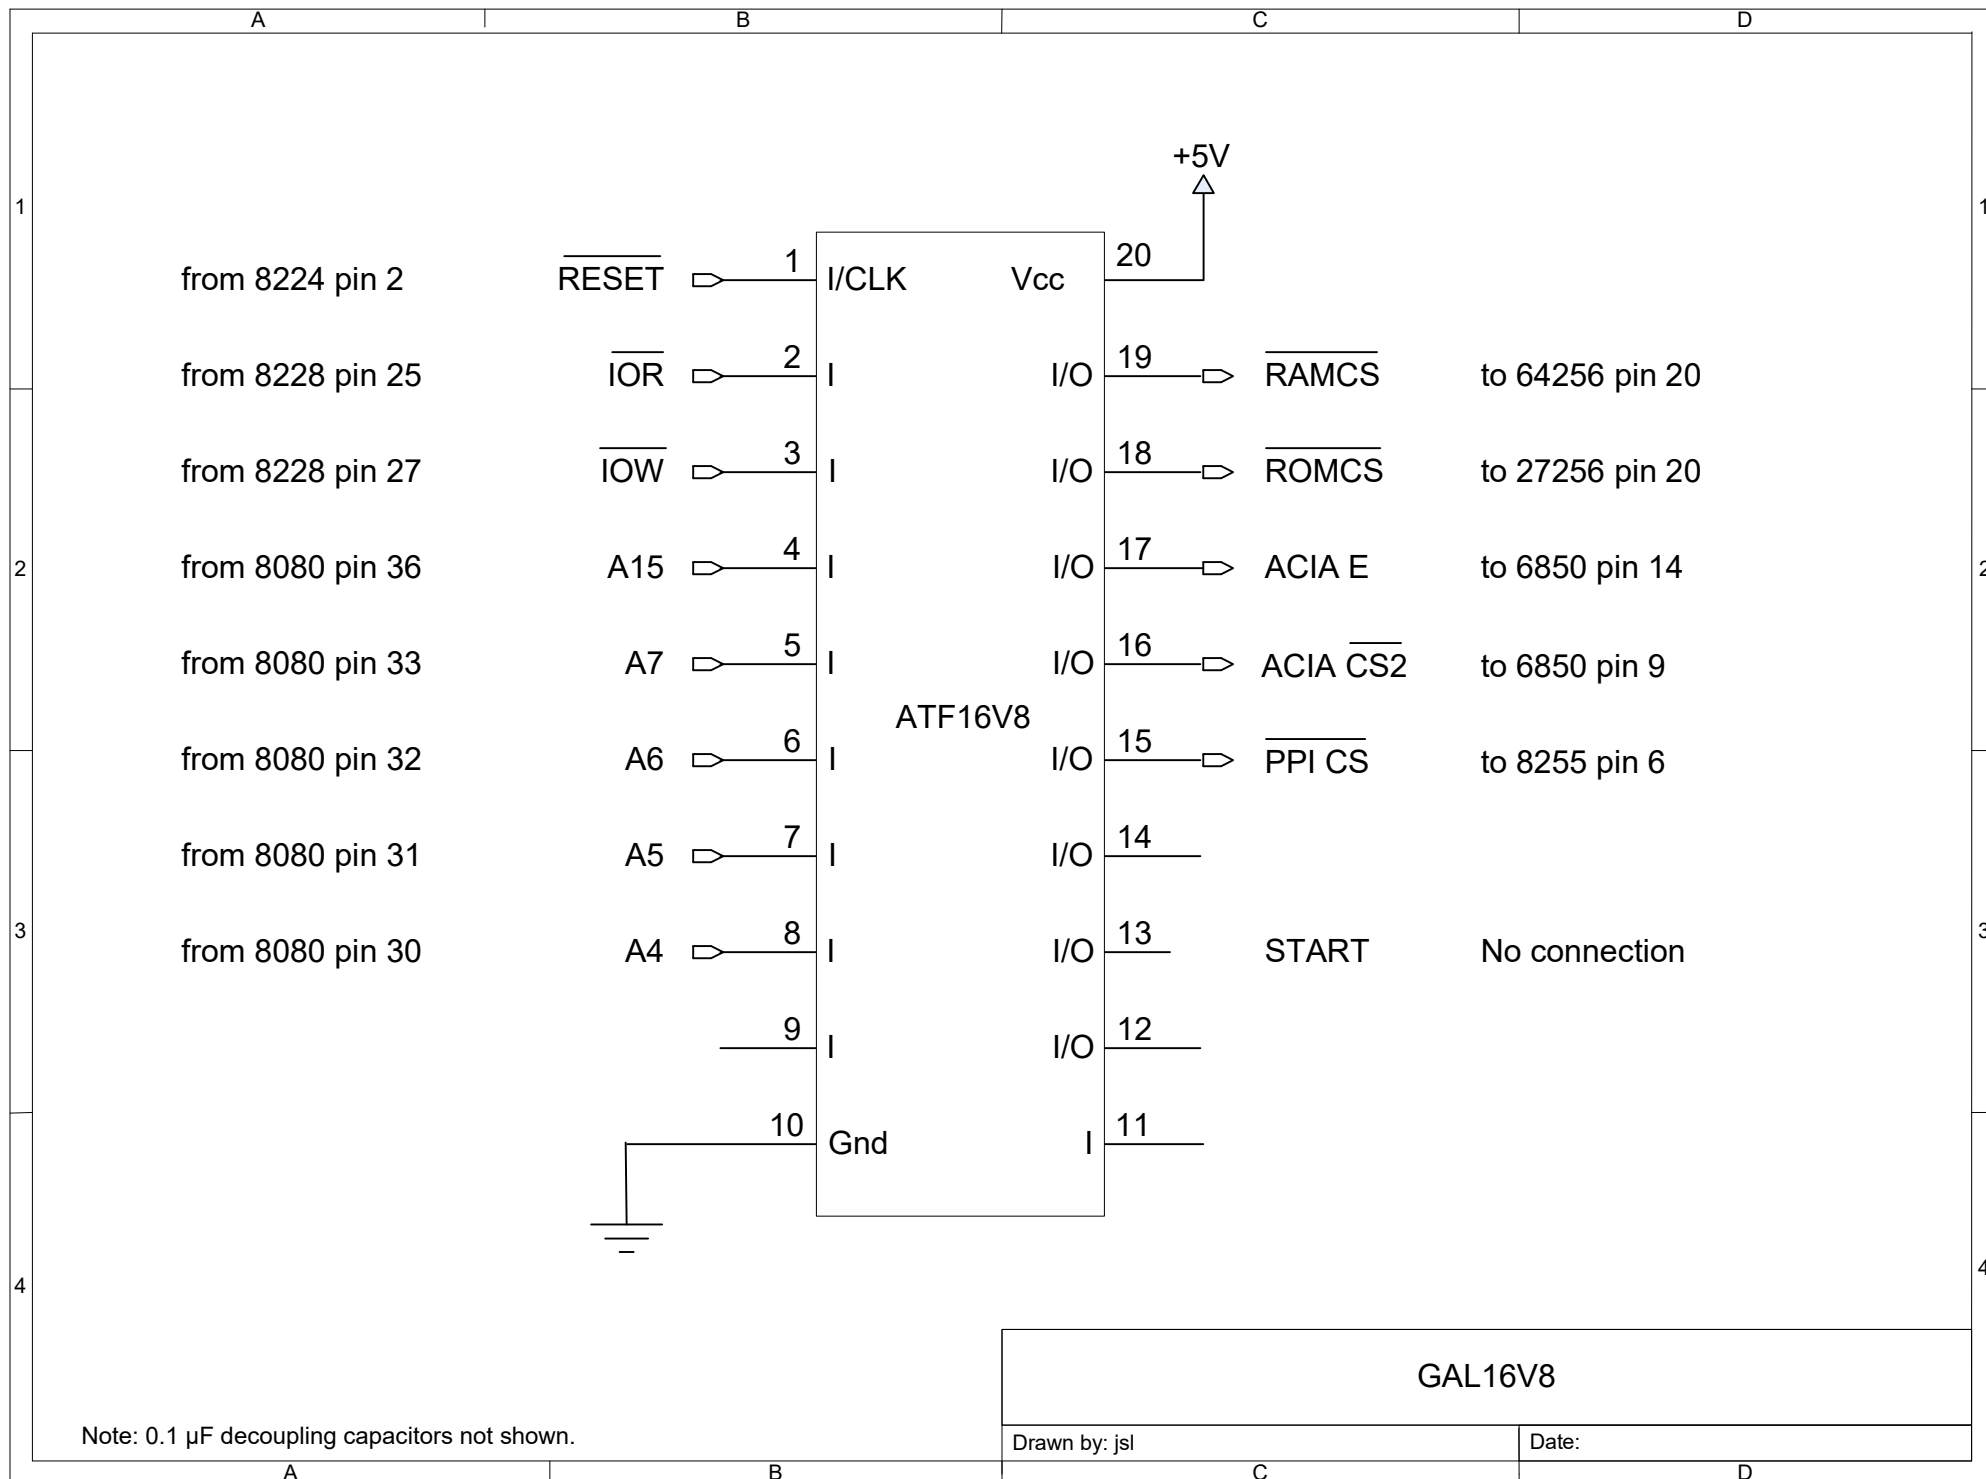 A B C D
+5V
1 1
from 8224 pin 2 RESET 1 I/CLK Vcc 20
from 8228 pin 25 IOR 2 I I/O 19 RAMCS to 64256 pin 20
from 8228 pin 27 IOW 3 I I/O 18 ROMCS to 27256 pin 20
2 from 8080 pin 36 A15 4 I I/O 17 ACIA E to 6850 pin 14 2
from 8080 pin 33 A7 5 I I/O 16 ACIA CS2 to 6850 pin 9
ATF16V8
from 8080 pin 32 A6 6 I I/O 15 PPI CS to 8255 pin 6
from 8080 pin 31 A5 7 I I/O 14
3 from 8080 pin 30 A4 8 I I/O 13 START No connection 3
9 I I/O 12
10 Gnd I 11
4 4
GAL16V8
Note: 0.1 µF decoupling capacitors not shown.
Drawn by: jsl Date:
A B C D